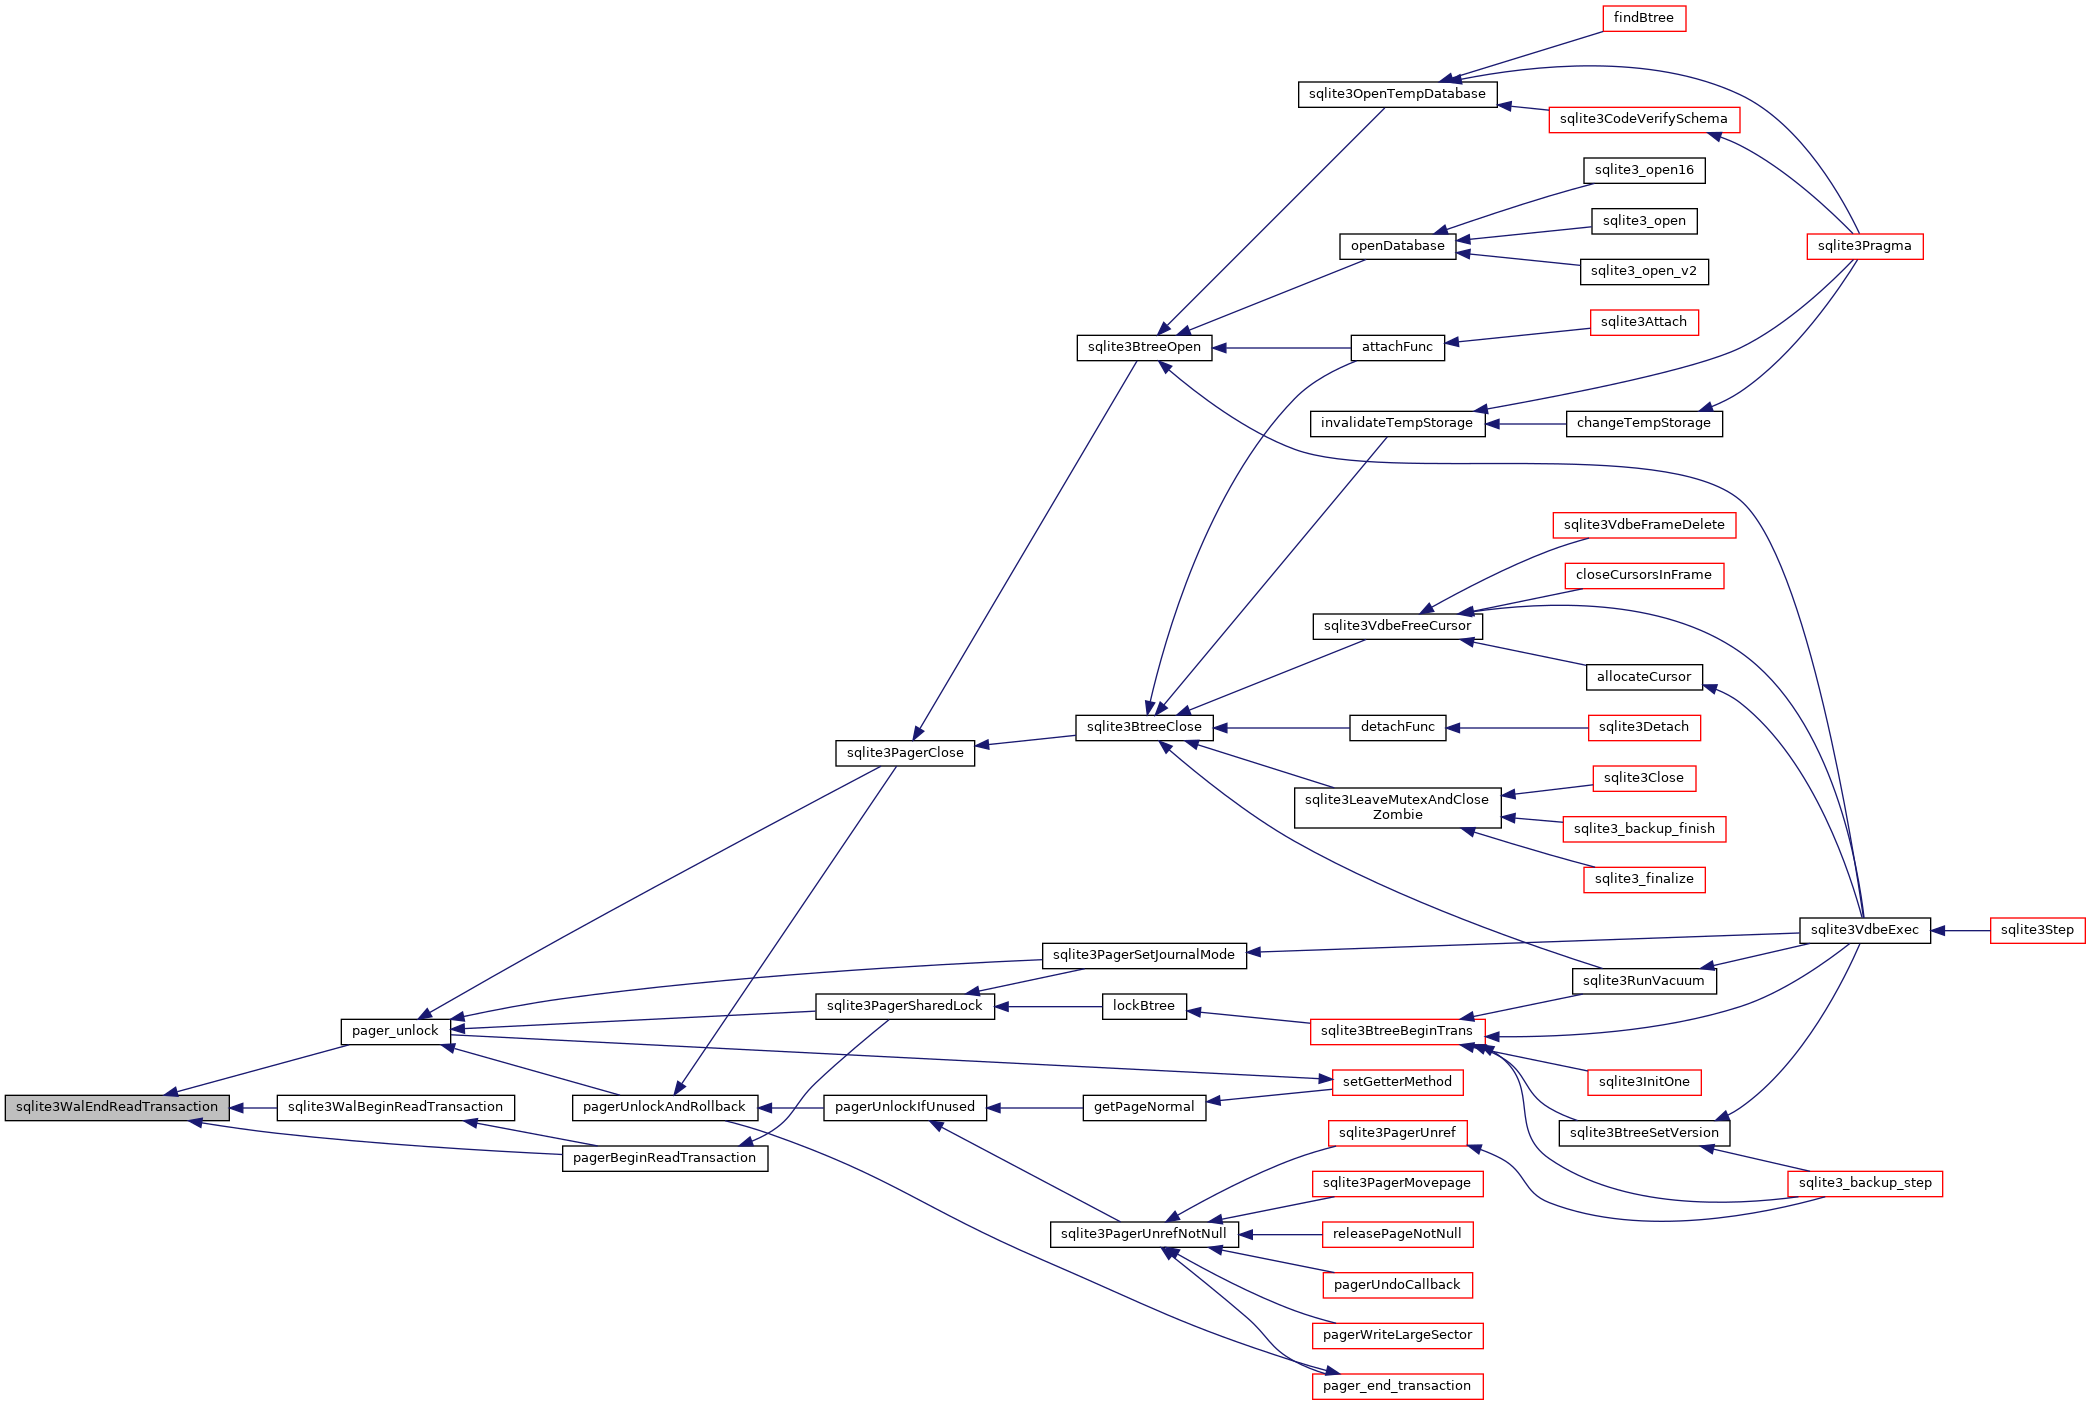 findBtree
sqlite3OpenTempDatabase
sqlite3CodeVerifySchema
sqlite3_open16
sqlite3_open
openDatabase
sqlite3Pragma
sqlite3_open_v2
sqlite3Attach
sqlite3BtreeOpen
attachFunc
invalidateTempStorage
changeTempStorage
sqlite3VdbeFrameDelete
closeCursorsInFrame
sqlite3VdbeFreeCursor
allocateCursor
sqlite3BtreeClose
detachFunc
sqlite3Detach
sqlite3PagerClose
sqlite3Close
sqlite3LeaveMutexAndClose
Zombie
sqlite3_backup_finish
sqlite3_finalize
sqlite3VdbeExec
sqlite3Step
sqlite3PagerSetJournalMode
sqlite3RunVacuum
sqlite3PagerSharedLock
lockBtree
pager_unlock
sqlite3BtreeBeginTrans
setGetterMethod
sqlite3InitOne
sqlite3WalEndReadTransaction
sqlite3WalBeginReadTransaction
pagerUnlockAndRollback
pagerUnlockIfUnused
getPageNormal
sqlite3PagerUnref
sqlite3BtreeSetVersion
pagerBeginReadTransaction
sqlite3PagerMovepage
sqlite3_backup_step
sqlite3PagerUnrefNotNull
releasePageNotNull
pagerUndoCallback
pagerWriteLargeSector
pager_end_transaction